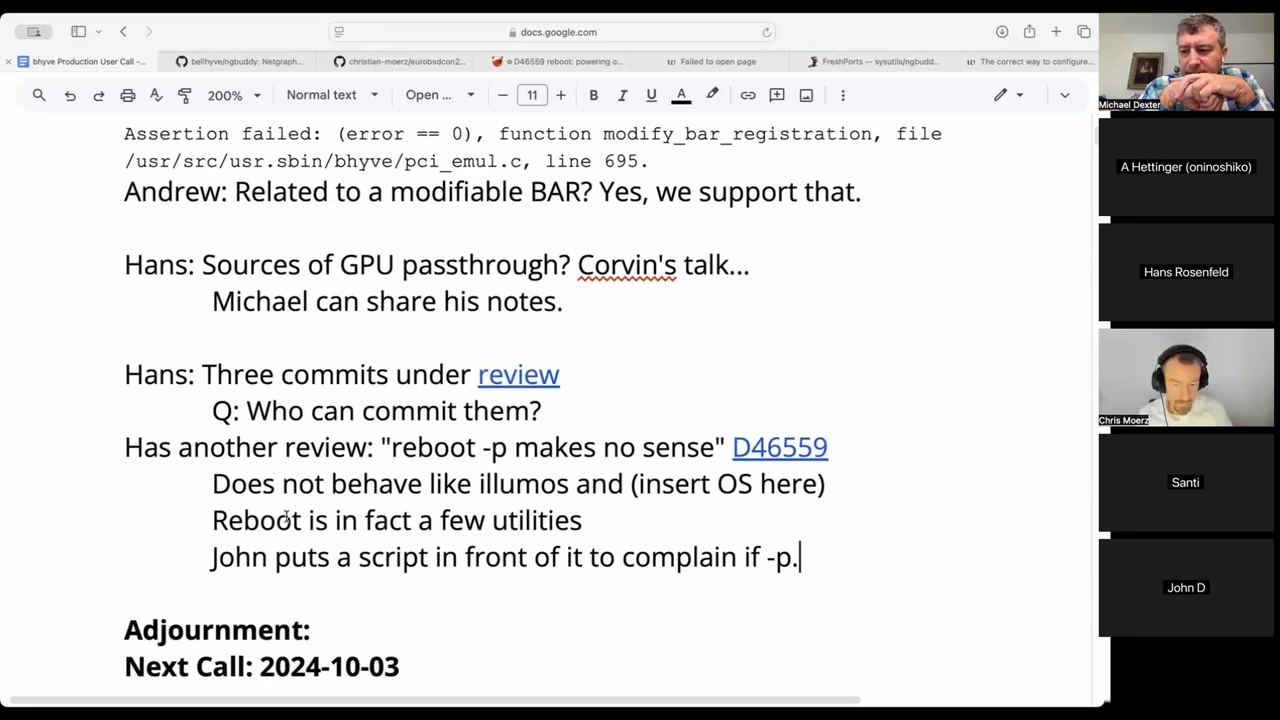 docs.google.com
bhyve Production User Call -...
bellhyve/ngbuddy: Netgraph...
christian-moerz/eurobsdcon2...
D46559 reboot: powering o...
Failed to open page
FreshPorts -- sysutils/ngbudd...
The correct way to configure...
200%
Normal text
Open ...
11
B I U A
Assertion failed: (error == 0), function modify_bar_registration, file
/usr/src/usr.sbin/bhyve/pci_emul.c, line 695.
Andrew: Related to a modifiable BAR? Yes, we support that.
Hans: Sources of GPU passthrough? Corvin's talk...
Michael can share his notes.
Hans: Three commits under review
Q: Who can commit them?
Has another review: "reboot -p makes no sense" D46559
Does not behave like illumos and (insert OS here)
Reboot is in fact a few utilities
John puts a script in front of it to complain if -p.
Adjournment:
Next Call: 2024-10-03
Michael Dexter
A Hettinger (oninoshiko)
Hans Rosenfeld
Chris Moerz
Santi
John D